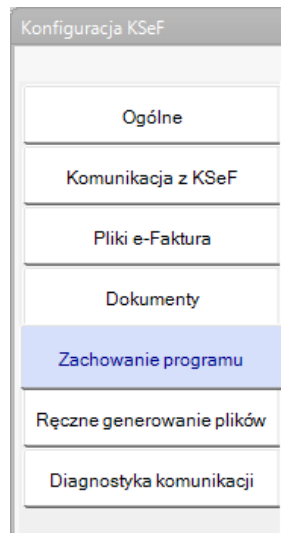 Konfiguracja KSeF
Ogólne
Komunikacja z KSeF
Pliki e-Faktura
Dokumenty
Zachowanie programu
Ręczne generowanie plików
Diagnostyka komunikacji